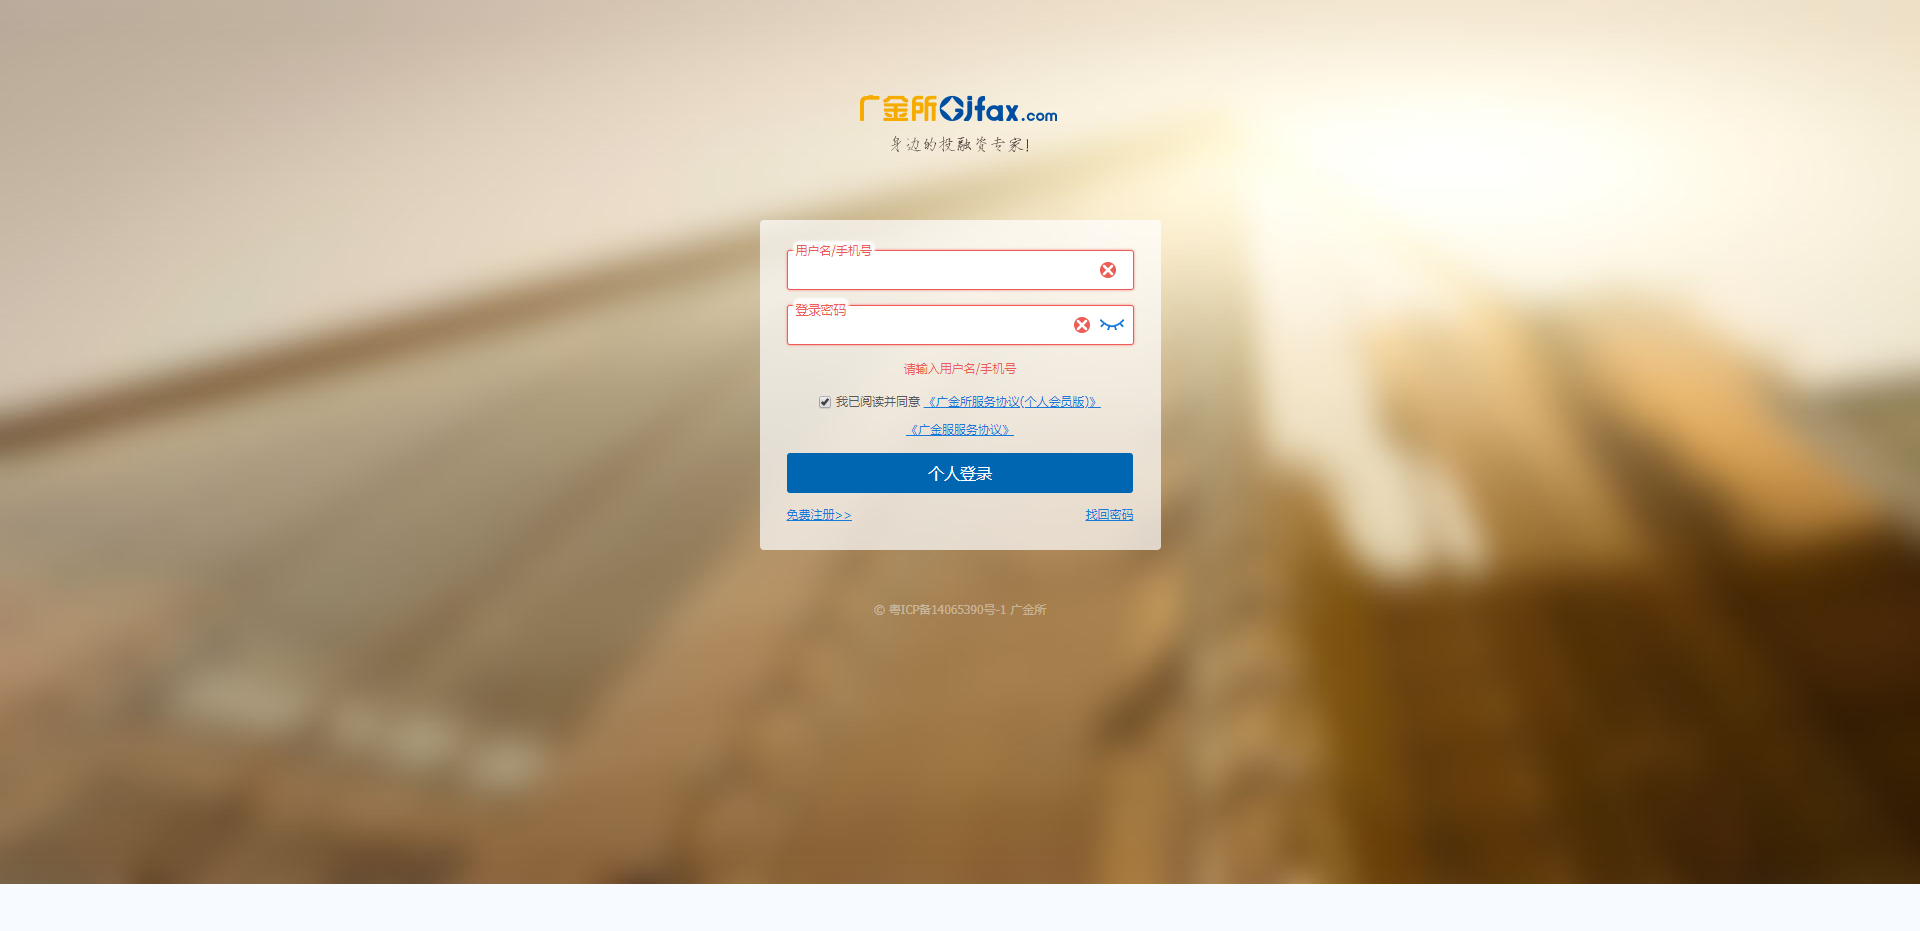 广金所Gjfax.com
身边的投融资专家!
用户名/手机号
登录密码
请输入用户名/手机号
我已阅读并同意 《广金所服务协议(个人会员版)》
《广金服服务协议》
个人登录
免费注册>> 找回密码
© 粤ICP备14065390号-1 广金所